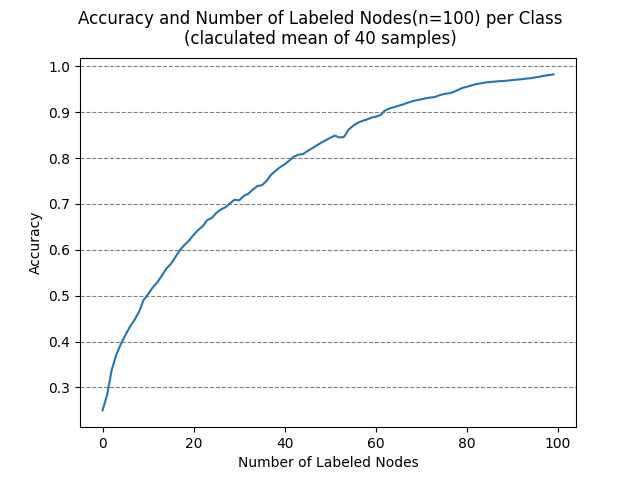 Accuracy and Number of Labeled Nodes(n=100) per Class
(claculated mean of 40 samples)
1.0
0.9
0.8
0.7
0.6
0.5
0.4
0.3
Accuracy
0 20 40 60 80 100
Number of Labeled Nodes